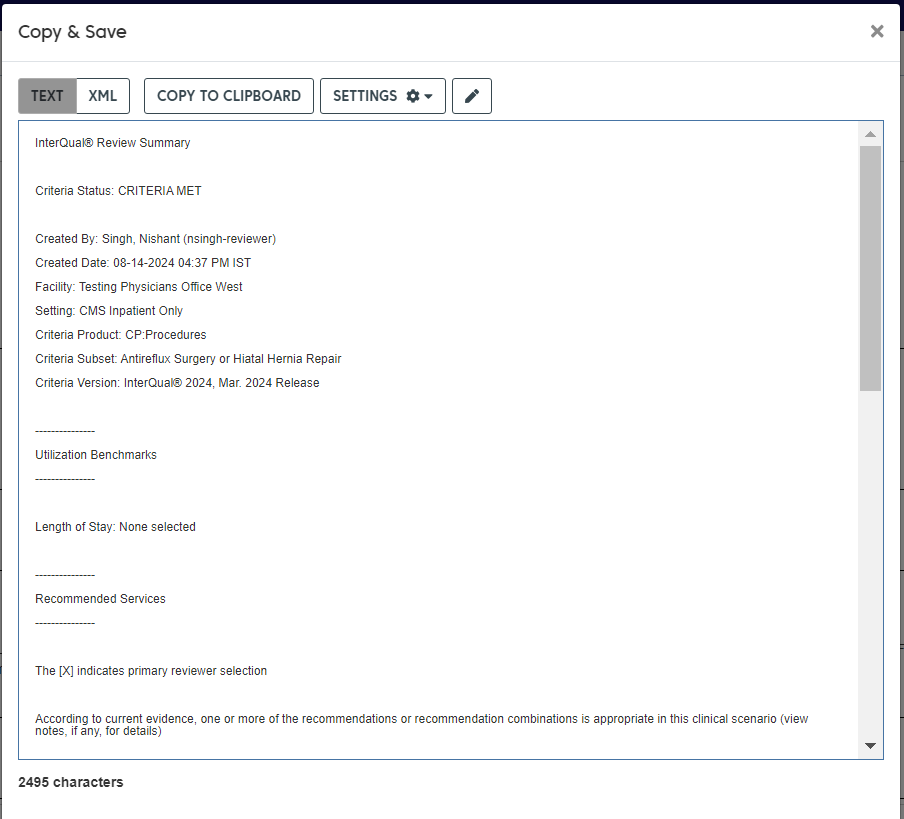 Copy & Save
×
TEXT
XML
COPY TO CLIPBOARD
SETTINGS
InterQual® Review Summary
Criteria Status: CRITERIA MET
Created By: Singh, Nishant (nsingh-reviewer)
Created Date: 08-14-2024 04:37 PM IST
Facility: Testing Physicians Office West
Setting: CMS Inpatient Only
Criteria Product: CP:Procedures
Criteria Subset: Antireflux Surgery or Hiatal Hernia Repair
Criteria Version: InterQual® 2024, Mar. 2024 Release
---------------
Utilization Benchmarks
---------------
Length of Stay: None selected
---------------
Recommended Services
---------------
The [X] indicates primary reviewer selection
According to current evidence, one or more of the recommendations or recommendation combinations is appropriate in this clinical scenario (view
notes, if any, for details)
2495 characters